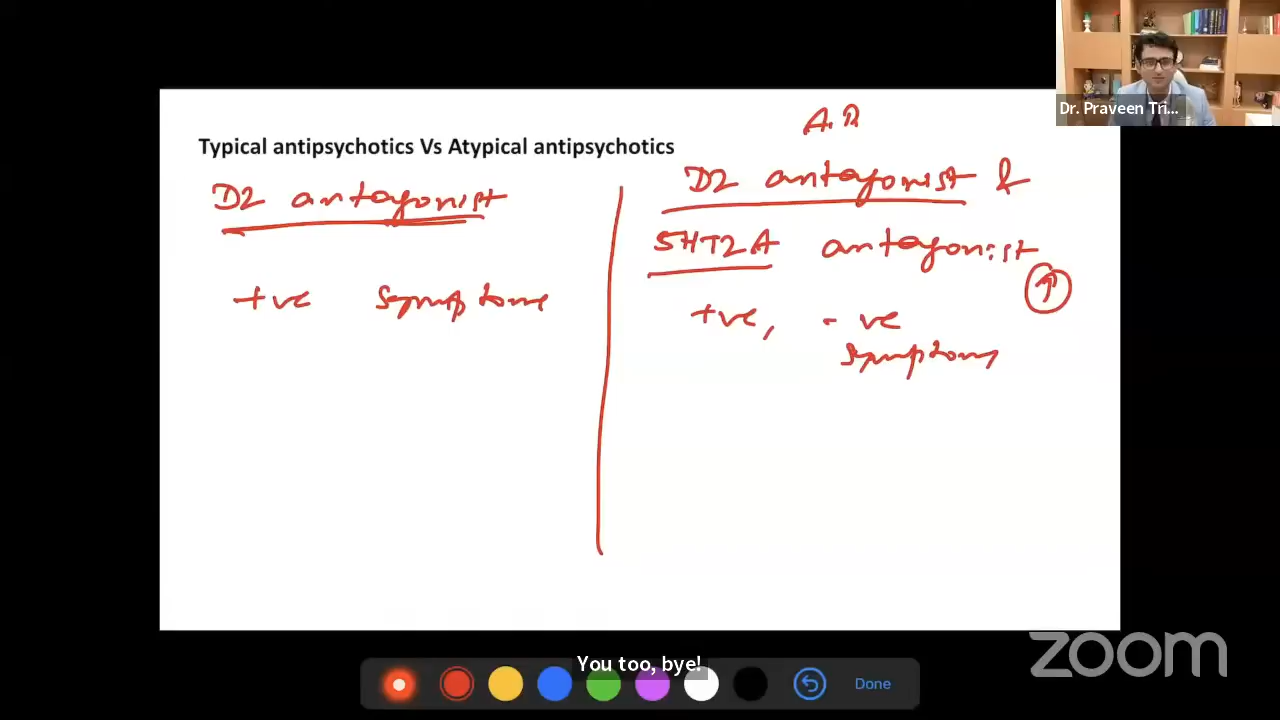 Dr. Praveen Tri...
Typical antipsychotics Vs Atypical antipsychotics
D2 antagonist
+ve symptoms
D2 antagonist &
5HT2A antagonist
↑
+ve, - ve
symptoms
zoom
You too, bye!
Done